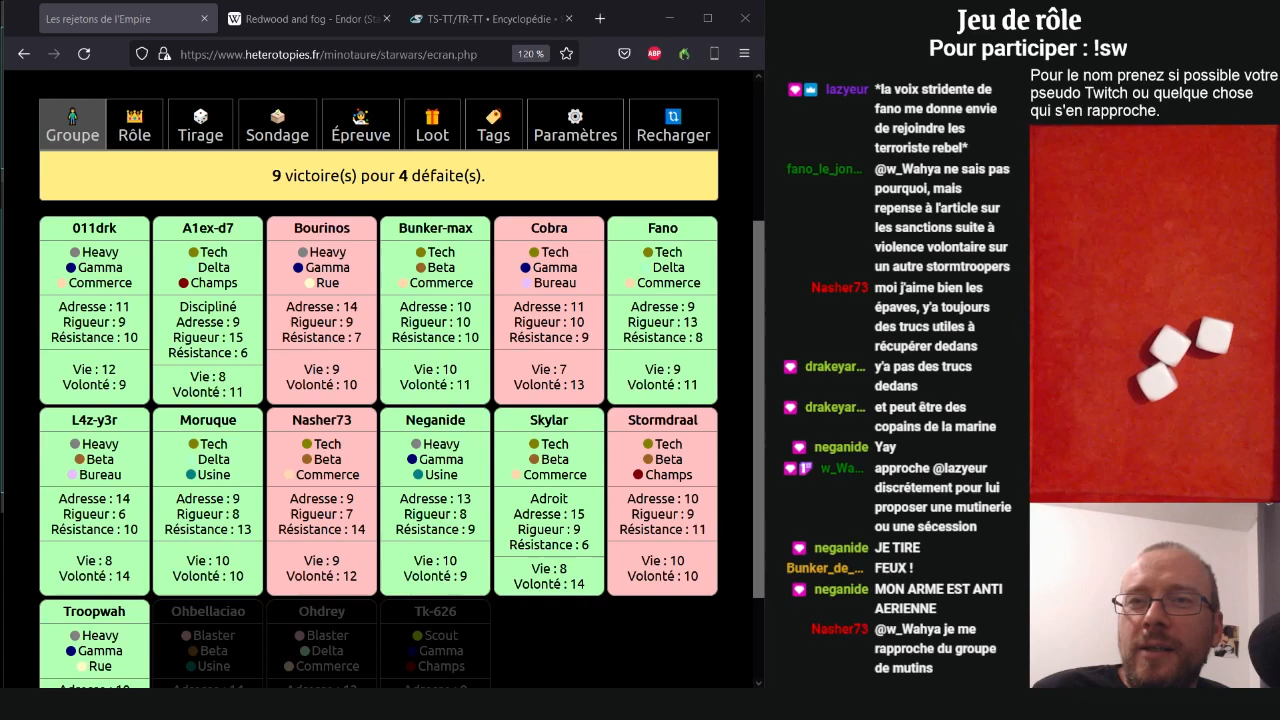 Les rejetons de l'Empire
Redwood and fog - Endor (Sta
TS-TT/TR-TT • Encyclopédie •
https://www.heterotopies.fr/minotaure/starwars/ecran.php
120 %
ABP
Groupe
Rôle
Tirage
Sondage
Épreuve
Loot
Tags
Paramètres
Recharger
9 victoire(s) pour 4 défaite(s).
011drk
Heavy
Gamma
Commerce
Adresse : 11
Rigueur : 9
Résistance : 10
Vie : 12
Volonté : 9
A1ex-d7
Tech
Delta
Champs
Discipliné
Adresse : 9
Rigueur : 15
Résistance : 6
Vie : 8
Volonté : 11
Bourinos
Heavy
Gamma
Rue
Adresse : 14
Rigueur : 9
Résistance : 7
Vie : 9
Volonté : 10
Bunker-max
Tech
Beta
Commerce
Adresse : 10
Rigueur : 10
Résistance : 10
Vie : 10
Volonté : 11
Cobra
Tech
Gamma
Bureau
Adresse : 11
Rigueur : 10
Résistance : 9
Vie : 7
Volonté : 13
Fano
Tech
Delta
Commerce
Adresse : 9
Rigueur : 13
Résistance : 8
Vie : 9
Volonté : 11
L4z-y3r
Heavy
Beta
Bureau
Adresse : 14
Rigueur : 6
Résistance : 10
Vie : 8
Volonté : 14
Moruque
Tech
Delta
Usine
Adresse : 9
Rigueur : 8
Résistance : 13
Vie : 10
Volonté : 10
Nasher73
Tech
Beta
Commerce
Adresse : 9
Rigueur : 7
Résistance : 14
Vie : 9
Volonté : 12
Neganide
Heavy
Gamma
Usine
Adresse : 13
Rigueur : 8
Résistance : 9
Vie : 10
Volonté : 9
Skylar
Tech
Beta
Commerce
Adroit
Adresse : 15
Rigueur : 9
Résistance : 6
Vie : 8
Volonté : 14
Stormdraal
Tech
Beta
Champs
Adresse : 10
Rigueur : 9
Résistance : 11
Vie : 10
Volonté : 10
Troopwah
Heavy
Gamma
Rue
Ohbellaciao
Blaster
Beta
Usine
Ohdrey
Blaster
Delta
Commerce
Tk-626
Scout
Gamma
Champs
Jeu de rôle
Pour participer : !sw
lazyeur *la voix stridente de
fano me donne envie
de rejoindre les
terroriste rebel*
fano_le_jon... @w_Wahya ne sais pas
pourquoi, mais
repense à l'article sur
les sanctions suite à
violence volontaire sur
un autre stormtroopers
Nasher73 moi j'aime bien les
épaves, y'a toujours
des trucs utiles à
récupérer dedans
drakeyar... y'a pas des trucs
dedans
drakeyar... et peut être des
copains de la marine
neganide Yay
w_Wa... approche @lazyeur
discrétement pour lui
proposer une mutinerie
ou une sécession
neganide JE TIRE
Bunker_de_... FEUX !
neganide MON ARME EST ANTI
AERIENNE
Nasher73 @w_Wahya je me
rapproche du groupe
de mutins
Pour le nom prenez si possible votre
pseudo Twitch ou quelque chose
qui s'en rapproche.